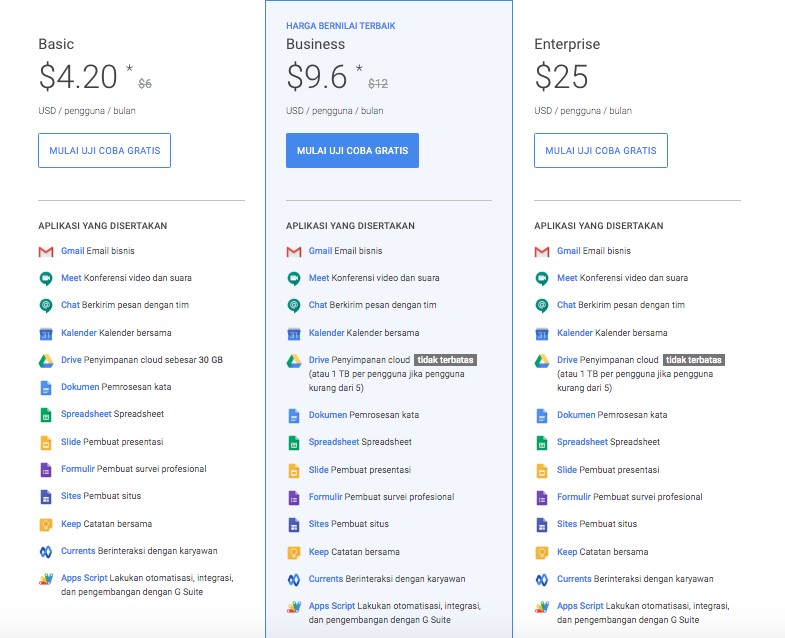 Basic
$4.20 * $6
USD / pengguna / bulan
MULAI UJI COBA GRATIS
APLIKASI YANG DISERTAKAN
Gmail Email bisnis
Meet Konferensi video dan suara
Chat Berkirim pesan dengan tim
Kalender Kalender bersama
Drive Penyimpanan cloud sebesar 30 GB
Dokumen Pemrosesan kata
Spreadsheet Spreadsheet
Slide Pembuat presentasi
Formulir Pembuat survei profesional
Sites Pembuat situs
Keep Catatan bersama
Currents Berinteraksi dengan karyawan
Apps Script Lakukan otomatisasi, integrasi,
dan pengembangan dengan G Suite
HARGA BERNILAI TERBAIK
Business
$9.6 * $12
USD / pengguna / bulan
MULAI UJI COBA GRATIS
APLIKASI YANG DISERTAKAN
Gmail Email bisnis
Meet Konferensi video dan suara
Chat Berkirim pesan dengan tim
Kalender Kalender bersama
Drive Penyimpanan cloud tidak terbatas
(atau 1 TB per pengguna jika pengguna
kurang dari 5)
Dokumen Pemrosesan kata
Spreadsheet Spreadsheet
Slide Pembuat presentasi
Formulir Pembuat survei profesional
Sites Pembuat situs
Keep Catatan bersama
Currents Berinteraksi dengan karyawan
Apps Script Lakukan otomatisasi, integrasi,
dan pengembangan dengan G Suite
Enterprise
$25
USD / pengguna / bulan
MULAI UJI COBA GRATIS
APLIKASI YANG DISERTAKAN
Gmail Email bisnis
Meet Konferensi video dan suara
Chat Berkirim pesan dengan tim
Kalender Kalender bersama
Drive Penyimpanan cloud tidak terbatas
(atau 1 TB per pengguna jika pengguna
kurang dari 5)
Dokumen Pemrosesan kata
Spreadsheet Spreadsheet
Slide Pembuat presentasi
Formulir Pembuat survei profesional
Sites Pembuat situs
Keep Catatan bersama
Currents Berinteraksi dengan karyawan
Apps Script Lakukan otomatisasi, integrasi,
dan pengembangan dengan G Suite